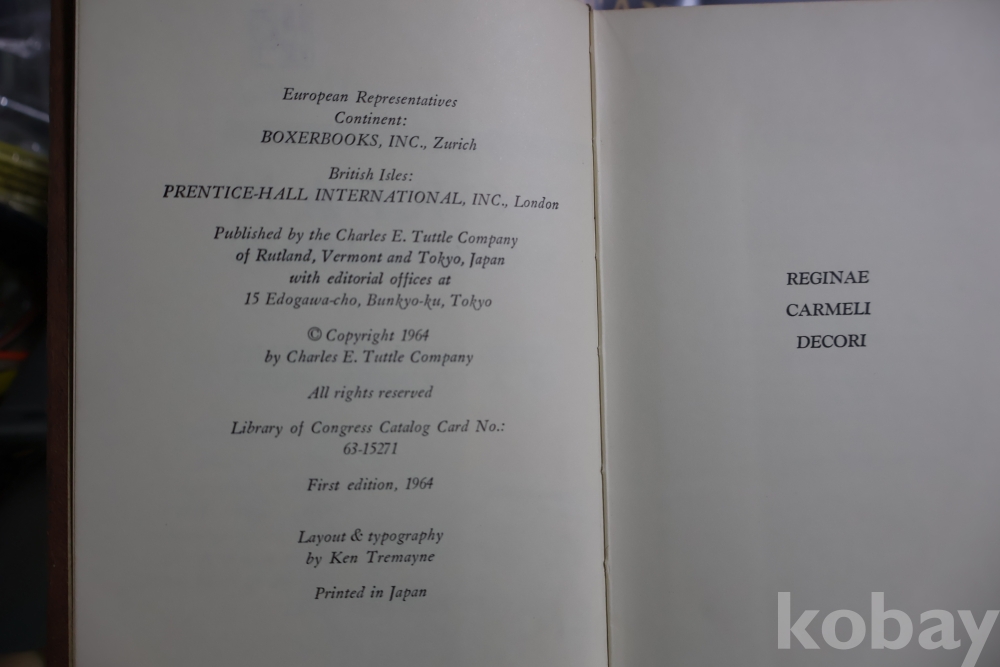 European Representatives
Continent:
BOXERBOOKS, INC., Zurich
British Isles:
PRENTICE-HALL INTERNATIONAL, INC., London
Published by the Charles E. Tuttle Company
of Rutland, Vermont and Tokyo, Japan
with editorial offices at
15 Edogawa-cho, Bunkyo-ku, Tokyo
© Copyright 1964
by Charles E. Tuttle Company
All rights reserved
Library of Congress Catalog Card No.:
63-15271
First edition, 1964
Layout & typography
by Ken Tremayne
Printed in Japan
REGINAE
CARMELI
DECORI
kobay